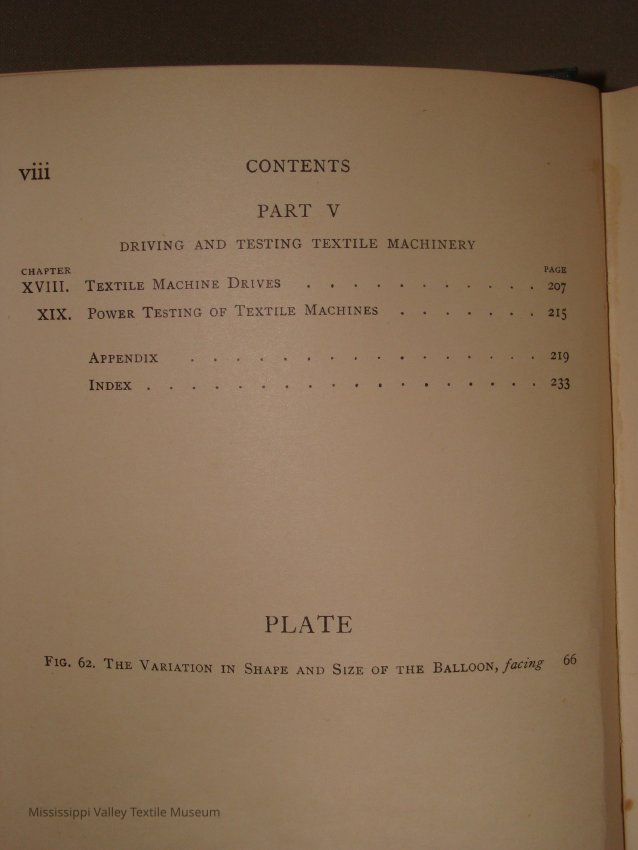 viii CONTENTS
PART V
DRIVING AND TESTING TEXTILE MACHINERY
CHAPTER PAGE
XVIII. TEXTILE MACHINE DRIVES . . . . . . . . . . . 207
XIX. POWER TESTING OF TEXTILE MACHINES . . . . . . . 215
APPENDIX . . . . . . . . . . . . . . . . 219
INDEX . . . . . . . . . . . . . . . . . . 233
PLATE
FIG. 62. THE VARIATION IN SHAPE AND SIZE OF THE BALLOON, facing 66
Mississippi Valley Textile Museum